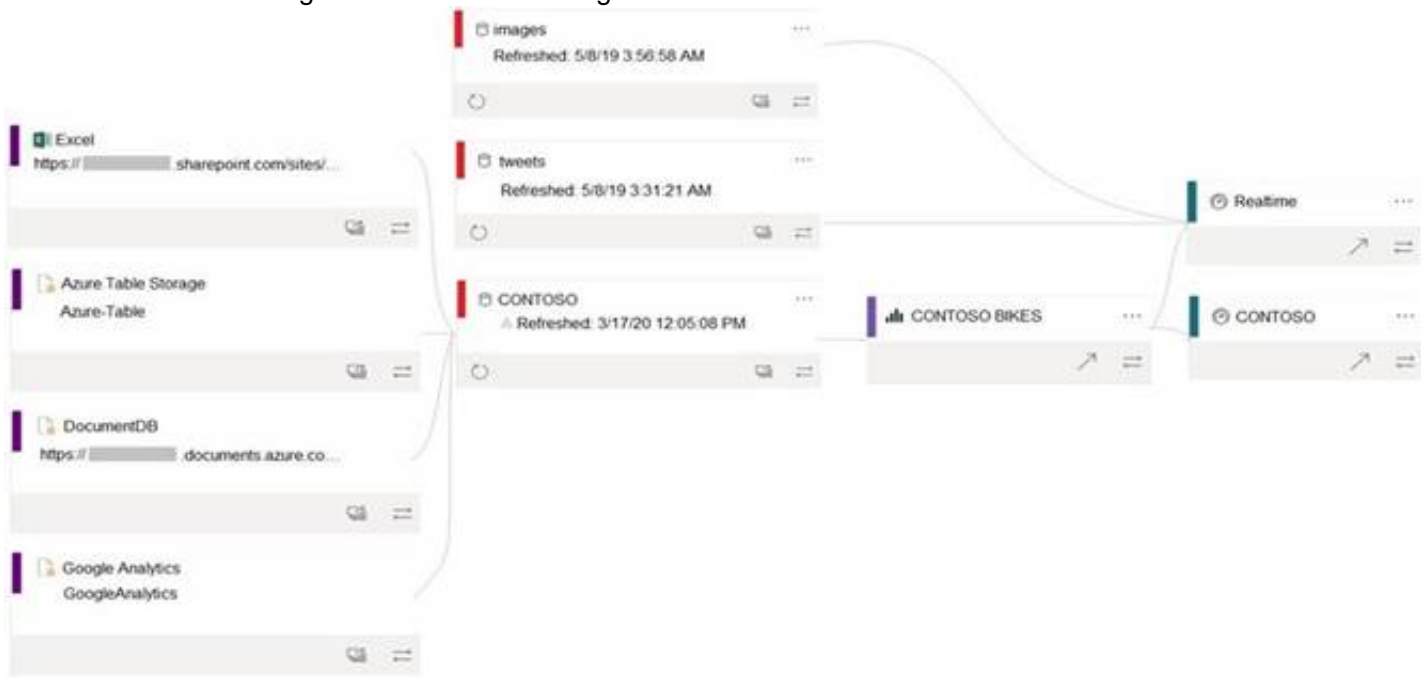 Excel
https:// .sharepoint.com/sites/...
Azure Table Storage
Azure-Table
DocumentDB
https:// .documents.azure.co...
Google Analytics
GoogleAnalytics
images
Refreshed: 5/8/19 3:56:58 AM
tweets
Refreshed: 5/8/19 3:31:21 AM
CONTOSO
Refreshed: 3/17/20 12:05:08 PM
CONTOSO BIKES
Realtime
CONTOSO